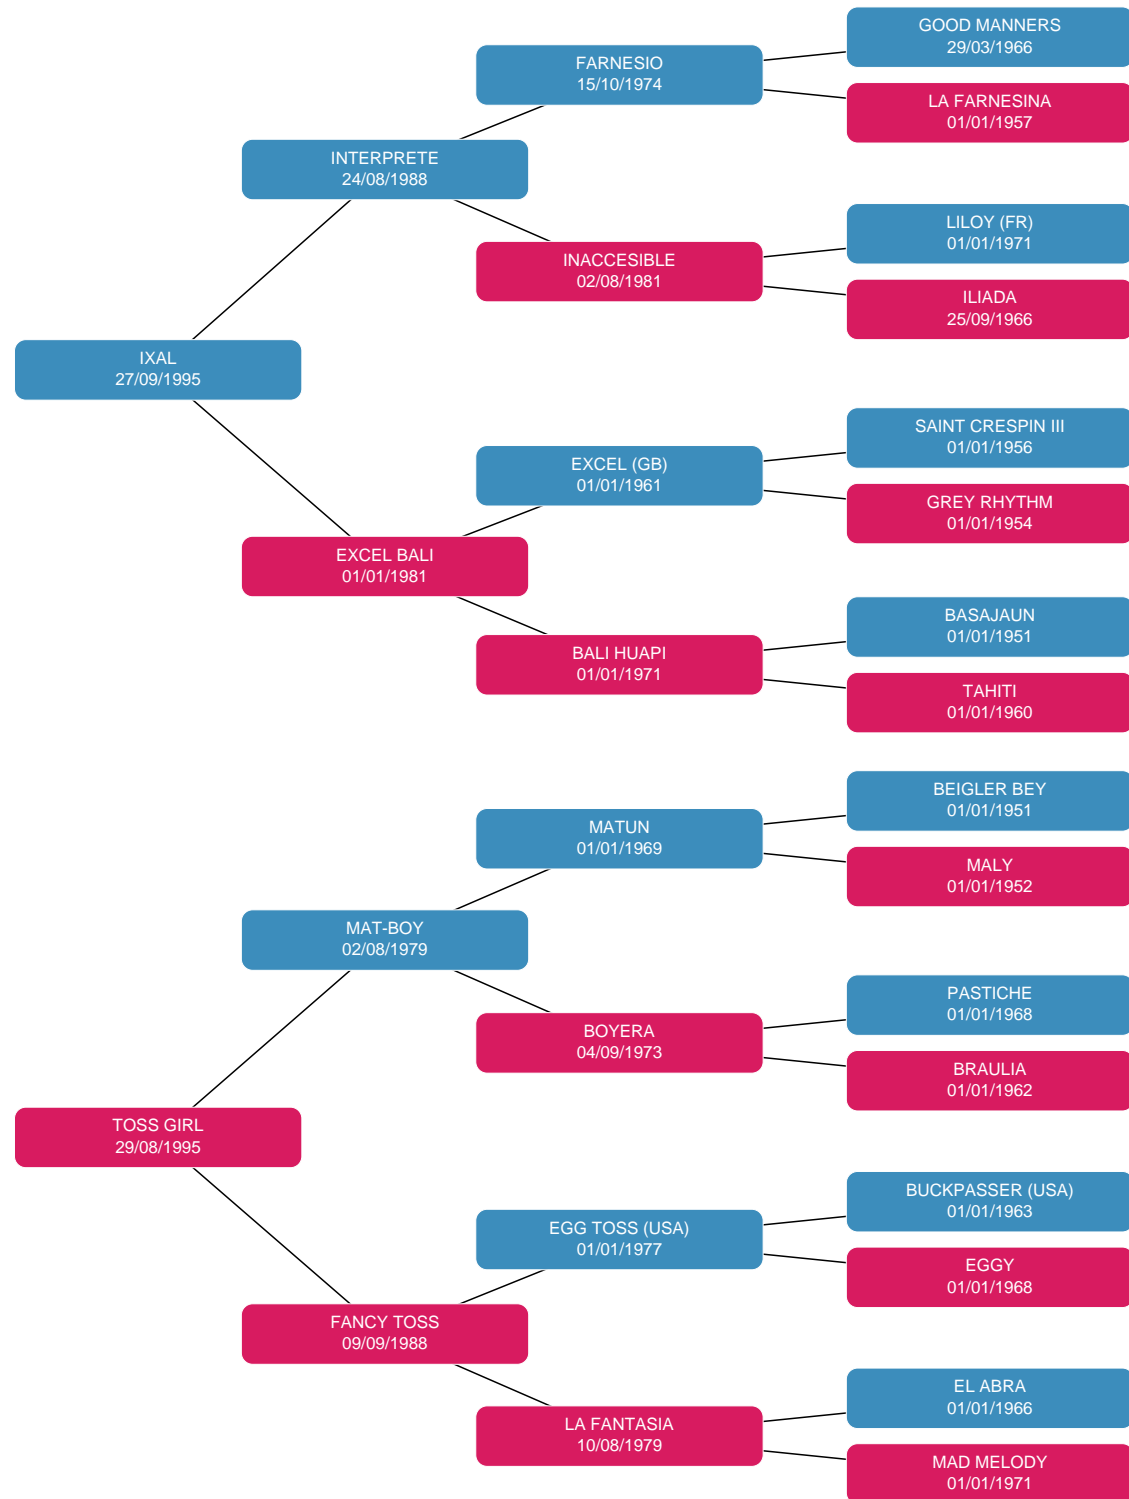 GOOD MANNERS
29/03/1966
FARNESIO
15/10/1974
LA FARNESINA
01/01/1957
INTERPRETE
24/08/1988
LILOY (FR)
01/01/1971
INACCESIBLE
02/08/1981
ILIADA
25/09/1966
IXAL
27/09/1995
SAINT CRESPIN III
01/01/1956
EXCEL (GB)
01/01/1961
GREY RHYTHM
01/01/1954
EXCEL BALI
01/01/1981
BASAJAUN
01/01/1951
BALI HUAPI
01/01/1971
TAHITI
01/01/1960
BEIGLER BEY
01/01/1951
MATUN
01/01/1969
MALY
01/01/1952
MAT-BOY
02/08/1979
PASTICHE
01/01/1968
BOYERA
04/09/1973
BRAULIA
01/01/1962
TOSS GIRL
29/08/1995
BUCKPASSER (USA)
01/01/1963
EGG TOSS (USA)
01/01/1977
EGGY
01/01/1968
FANCY TOSS
09/09/1988
EL ABRA
01/01/1966
LA FANTASIA
10/08/1979
MAD MELODY
01/01/1971